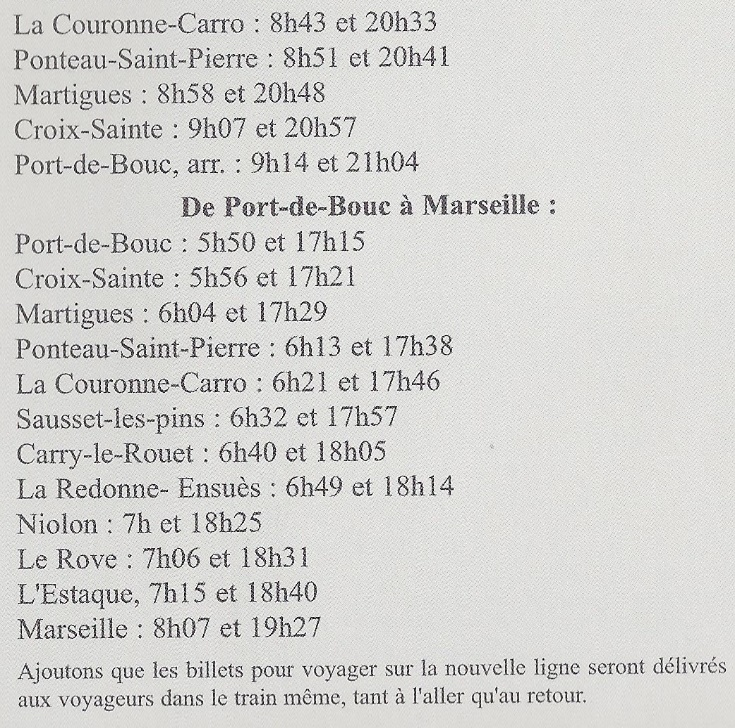 La Couronne-Carro : 8h43 et 20h33
Ponteau-Saint-Pierre : 8h51 et 20h41
Martigues : 8h58 et 20h48
Croix-Sainte : 9h07 et 20h57
Port-de-Bouc, arr. : 9h14 et 21h04
De Port-de-Bouc à Marseille :
Port-de-Bouc : 5h50 et 17h15
Croix-Sainte : 5h56 et 17h21
Martigues : 6h04 et 17h29
Ponteau-Saint-Pierre : 6h13 et 17h38
La Couronne-Carro : 6h21 et 17h46
Sausset-les-pins : 6h32 et 17h57
Carry-le-Rouet : 6h40 et 18h05
La Redonne- Ensuès : 6h49 et 18h14
Niolon : 7h et 18h25
Le Rove : 7h06 et 18h31
L'Estaque, 7h15 et 18h40
Marseille : 8h07 et 19h27
Ajoutons que les billets pour voyager sur la nouvelle ligne seront délivrés
aux voyageurs dans le train même, tant à l'aller qu'au retour.